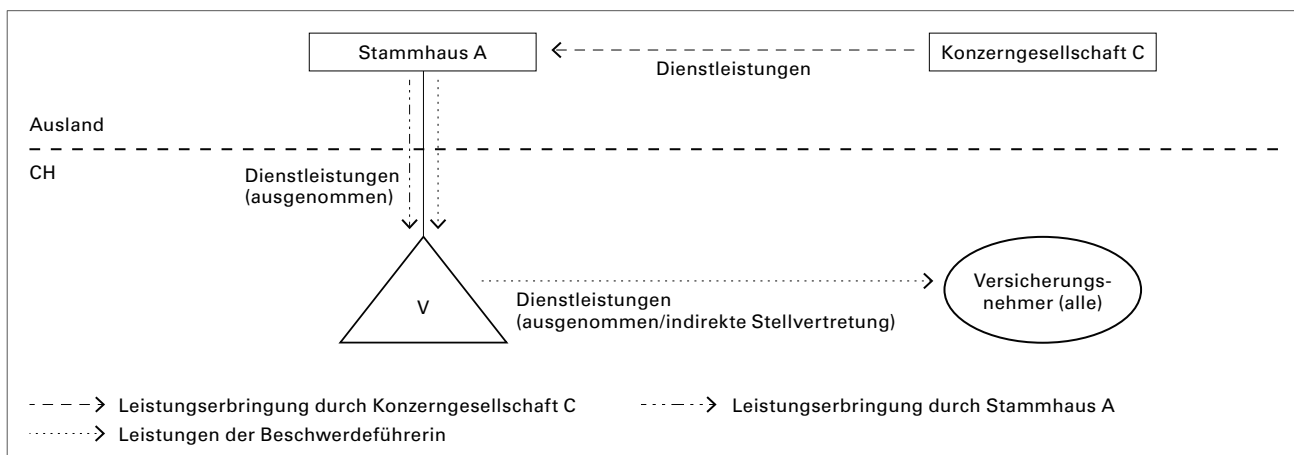 Stammhaus A
Konzerngesellschaft C
Dienstleistungen
Ausland
CH
Dienstleistungen
(ausgenommen)
V
Dienstleistungen
(ausgenommen/indirekte Stellvertretung)
Versicherungs-
nehmer (alle)
Leistungserbringung durch Konzerngesellschaft C
Leistungserbringung durch Stammhaus A
Leistungen der Beschwerdeführerin